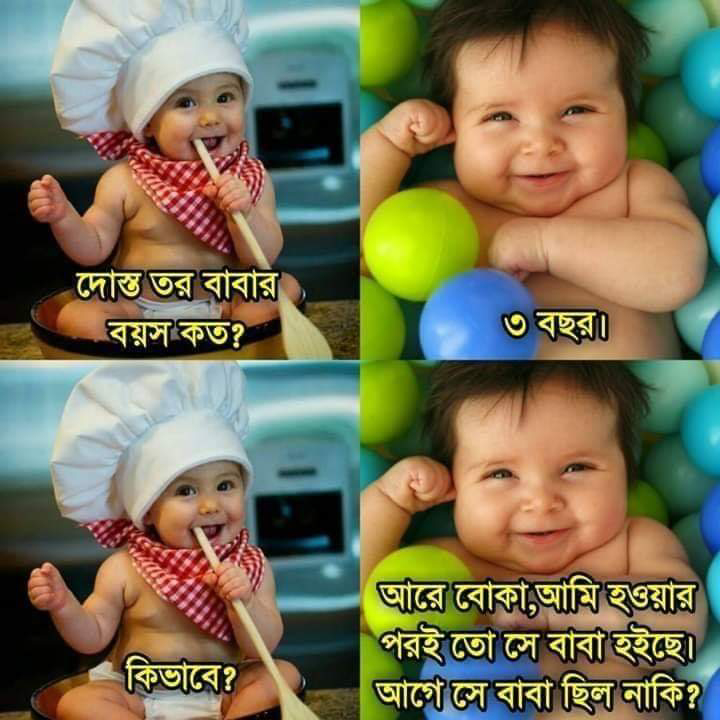 দোস্ত তর বাবার
বয়স কত?
৩ বছর।
কিভাবে?
আরে বোকা,আমি হওয়ার
পরই তো সে বাবা হইছে।
আগে সে বাবা ছিল নাকি?